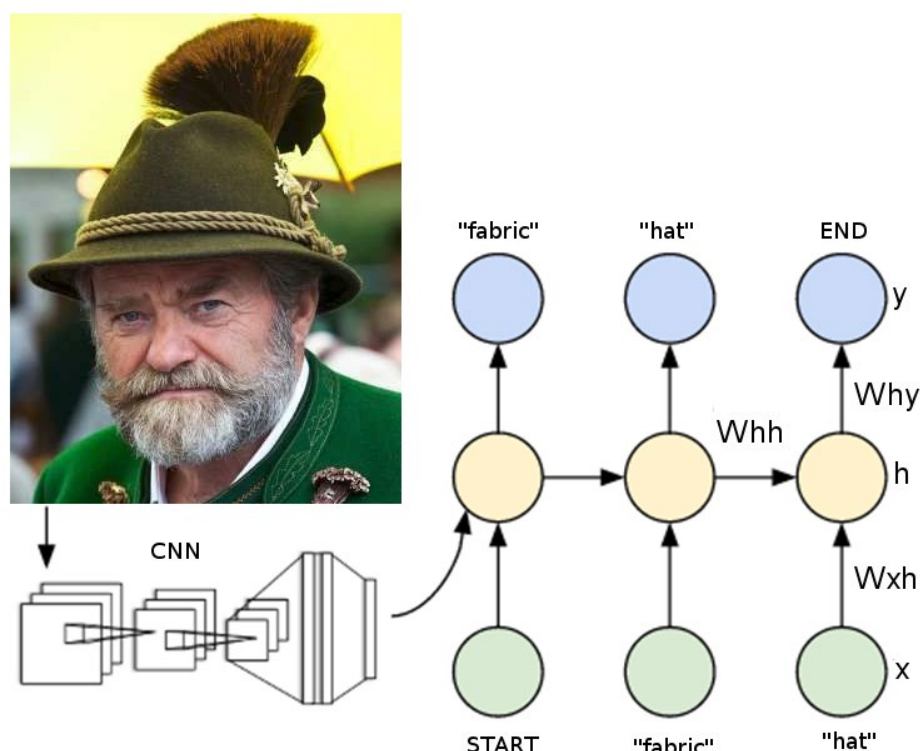 "fabric" "hat" END
y
Why
Whh
h
CNN
Wxh
x
START "fabric" "hat"